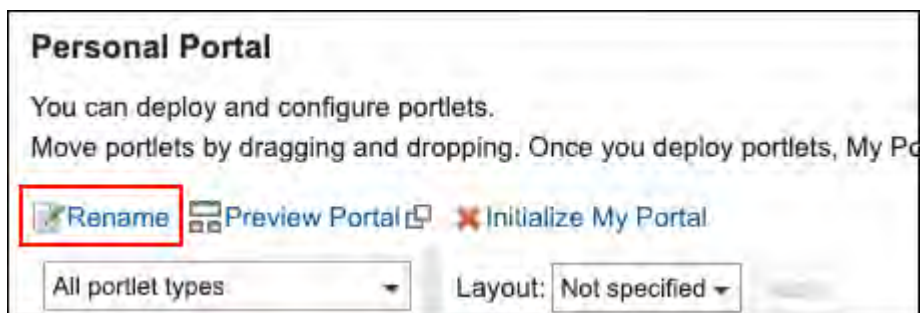 Personal Portal
You can deploy and configure portlets.
Move portlets by dragging and dropping. Once you deploy portlets, My
Rename Preview Portal Initialize My Portal
All portlet types Layout: Not specified